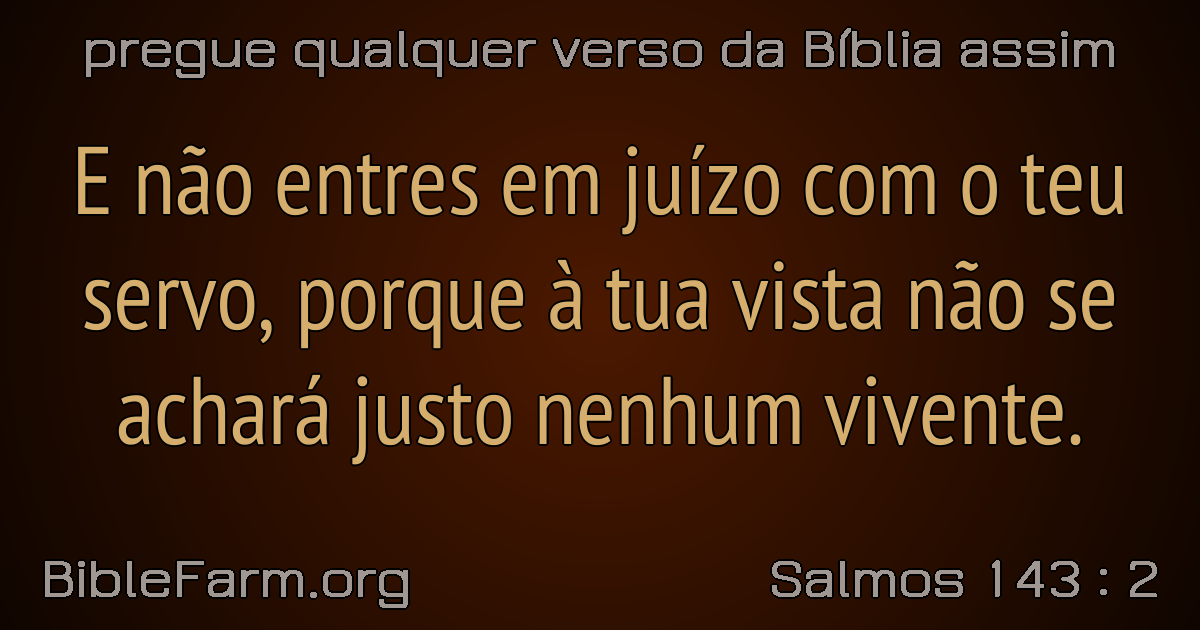 pregue qualquer verso da Bíblia assim
E não entres em juízo com o teu
servo, porque à tua vista não se
achará justo nenhum vivente.
BibleFarm.org
Salmos 143 : 2